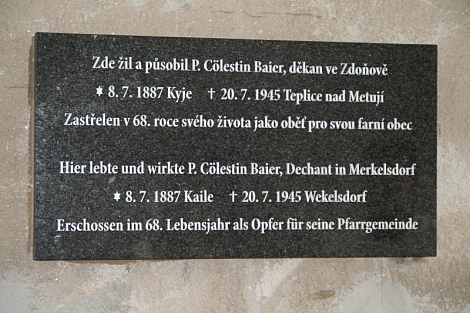 Zde žil a působil P. Cölestin Baier, děkan ve Zdoňově
✶ 8. 7. 1887 Kyje † 20. 7. 1945 Teplice nad Metují
Zastřelen v 68. roce svého života jako oběť pro svou farní obec
Hier lebte und wirkte P. Cölestin Baier, Dechant in Merkelsdorf
✶ 8. 7. 1887 Kaile † 20. 7. 1945 Wekelsdorf
Erschossen im 68. Lebensjahr als Opfer für seine Pfarrgemeinde